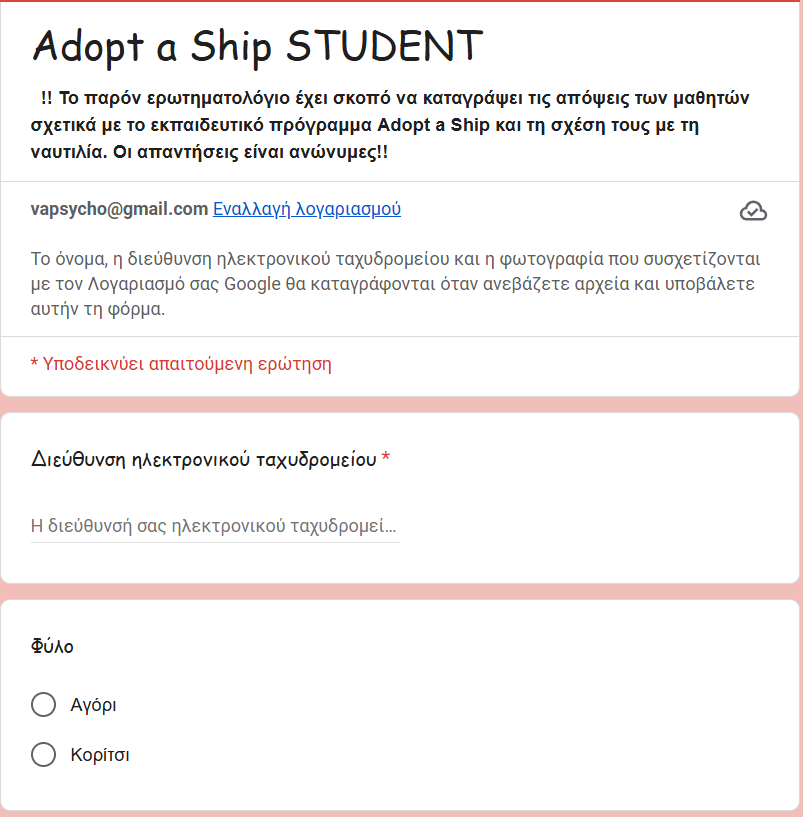 Adopt a Ship STUDENT
!! Το παρόν ερωτηματολόγιο έχει σκοπό να καταγράψει τις απόψεις των μαθητών
σχετικά με το εκπαιδευτικό πρόγραμμα Adopt a Ship και τη σχέση τους με τη
ναυτιλία. Οι απαντήσεις είναι ανώνυμες!!
vapsycho@gmail.com Εναλλαγή λογαριασμού
Το όνομα, η διεύθυνση ηλεκτρονικού ταχυδρομείου και η φωτογραφία που συσχετίζονται
με τον Λογαριασμό σας Google θα καταγράφονται όταν ανεβάζετε αρχεία και υποβάλετε
αυτήν τη φόρμα.
* Υποδεικνύει απαιτούμενη ερώτηση
Διεύθυνση ηλεκτρονικού ταχυδρομείου *
Η διεύθυνσή σας ηλεκτρονικού ταχυδρομεί...
Φύλο
Αγόρι
Κορίτσι